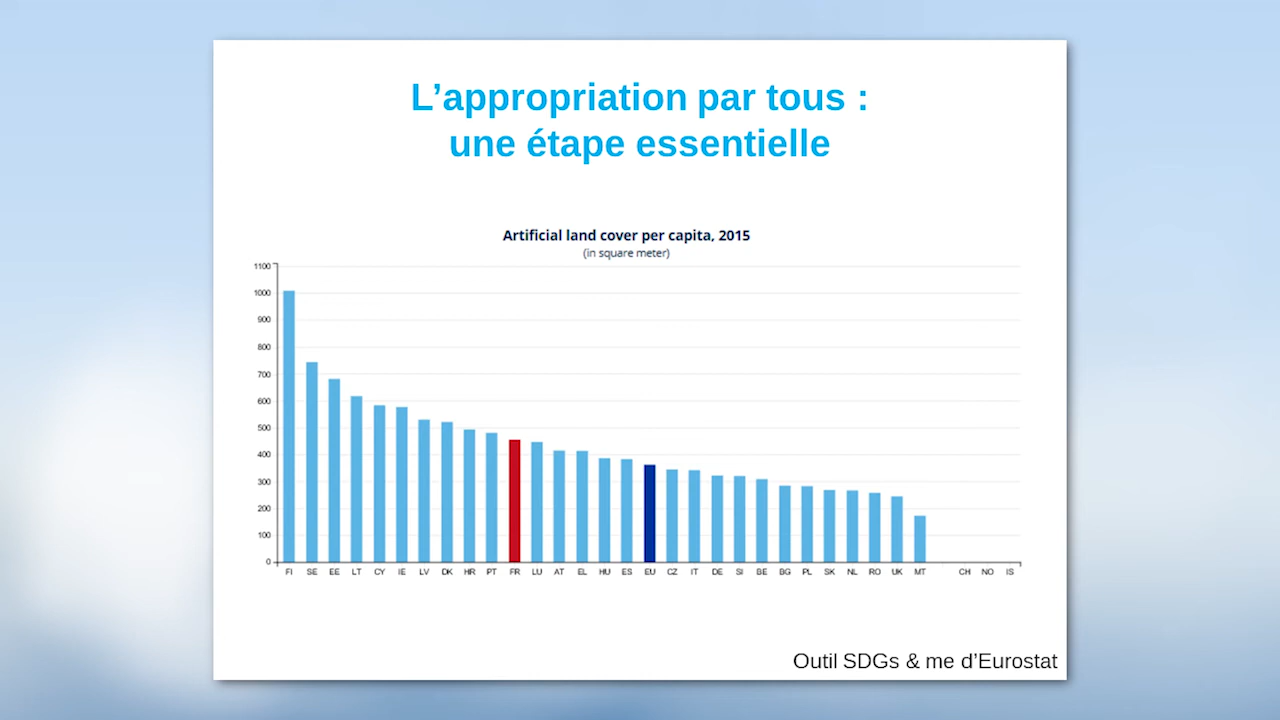 L’appropriation par tous :
une étape essentielle
Artificial land cover per capita, 2015
(in square meter)
1100
1000
900
800
700
600
500
400
300
200
100
0
FI SE EE LT CY IE LV DK HR PT FR LU AT EL HU ES EU CZ IT DE SI BE BG PL SK NL RO UK MT CH NO IS
Outil SDGs & me d’Eurostat